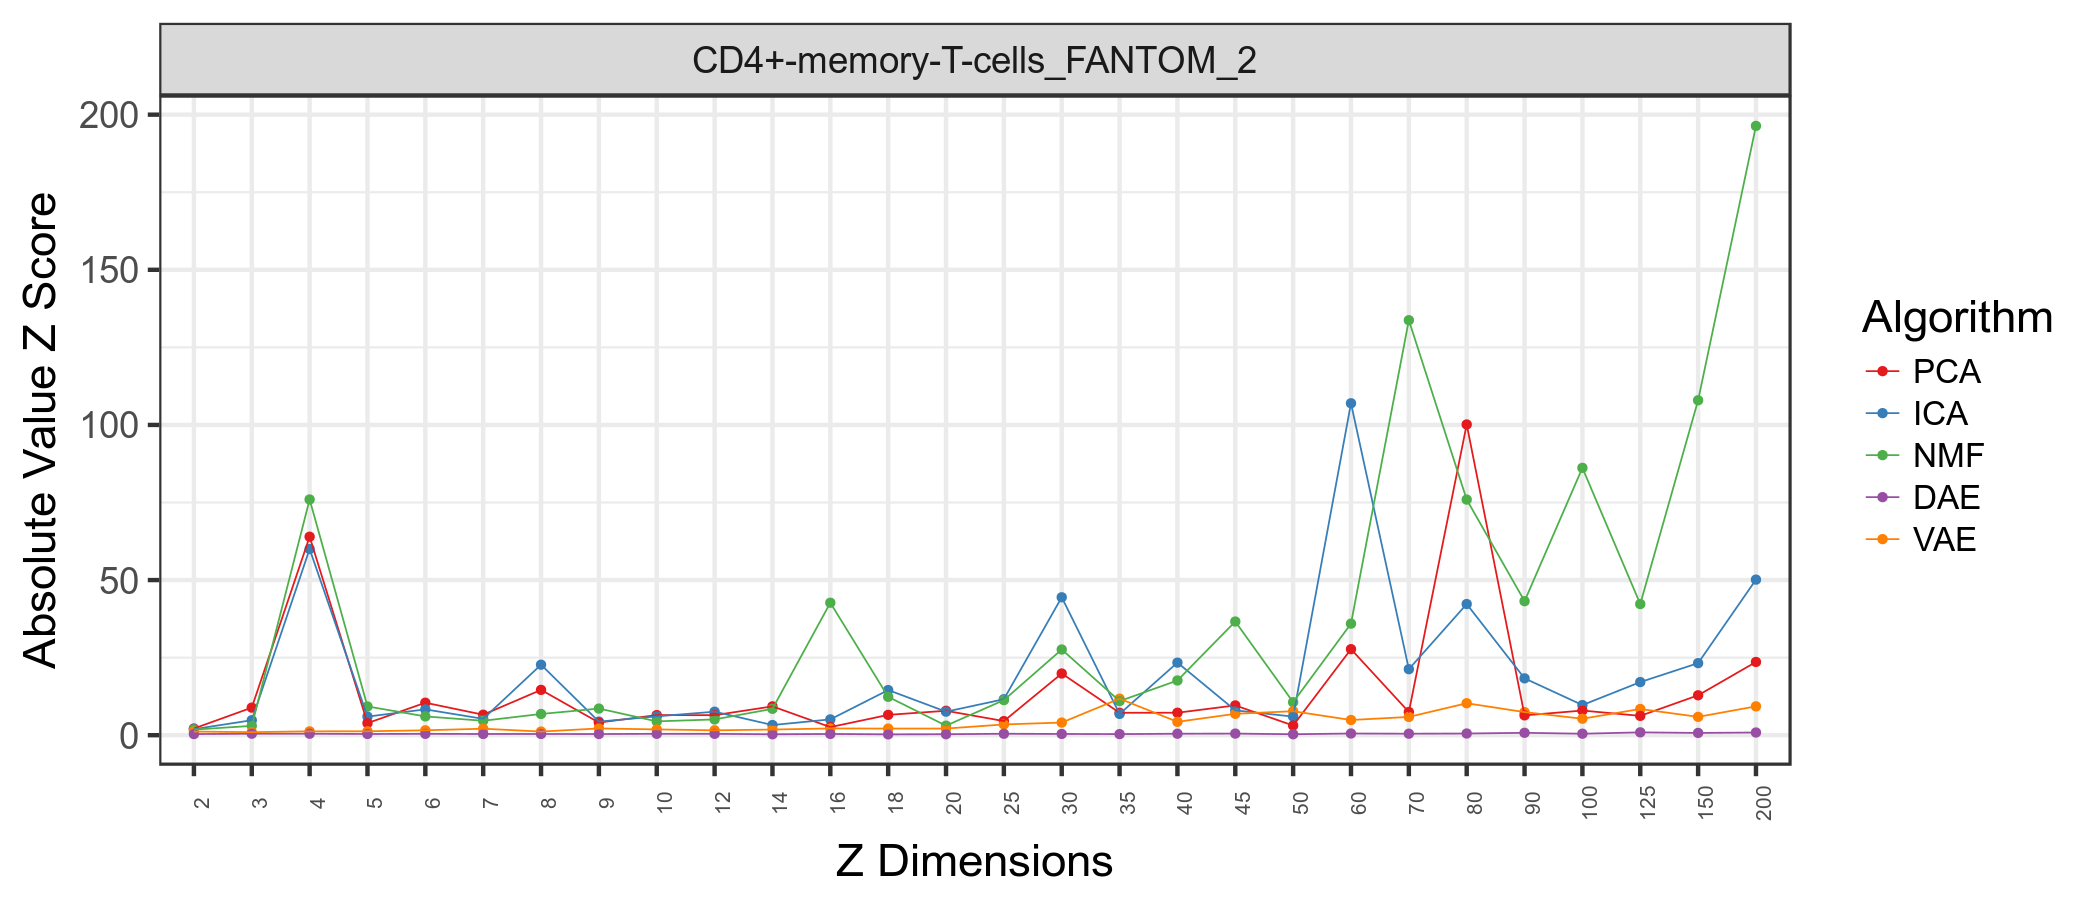 CD4+-memory-T-cells_FANTOM_2
Absolute Value Z Score
200
150
100
50
0
2 3 4 5 6 7 8 9 10 12 14 16 18 20 25 30 35 40 45 50 60 70 80 90 100 125 150 200
Z Dimensions
Algorithm
PCA
ICA
NMF
DAE
VAE